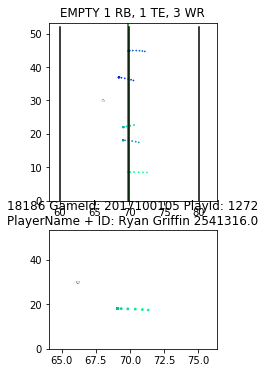 EMPTY 1 RB, 1 TE, 3 WR
50
40
30
20
10
0
60 65 70 75 80
18186 GameId: 2017100105 PlayId: 1272
PlayerName + ID: Ryan Griffin 2541316.0
40
20
0
65.0 67.5 70.0 72.5 75.0